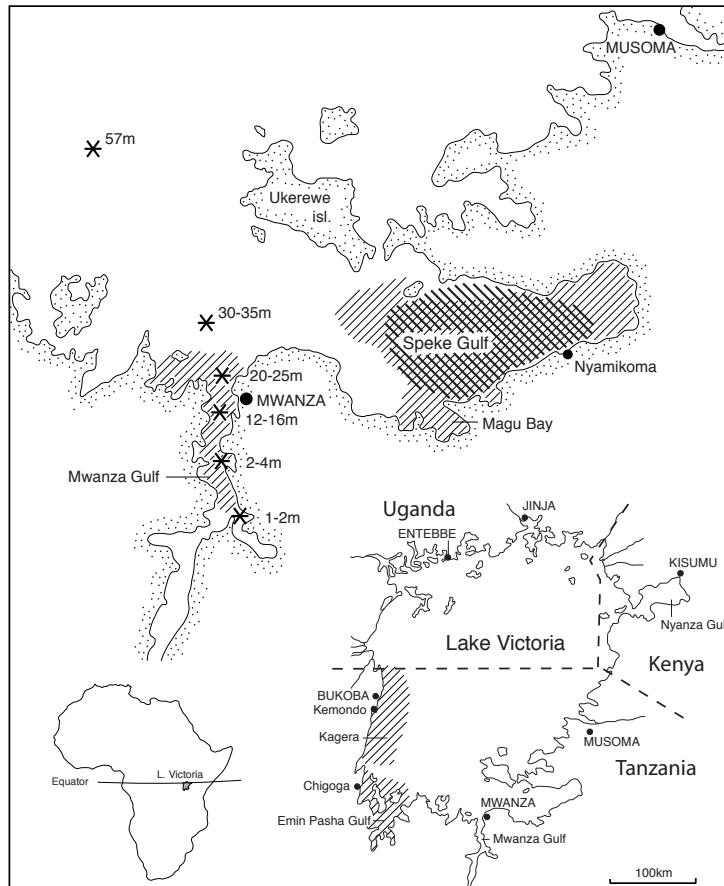 MUSOMA
57m
Ukerewe
isl.
30-35m
Speke Gulf
20-25m
Nyamikoma
MWANZA
12-16m
Magu Bay
2-4m
Mwanza Gulf
1-2m
Uganda
JINJA
ENTEBBE
KISUMU
Nyanza Gulf
Lake Victoria
Kenya
BUKOBA
Kemondo
Kagera
MUSOMA
Tanzania
L. Victoria
Equator
Chigoga
MWANZA
Emin Pasha Gulf
Mwanza Gulf
100km